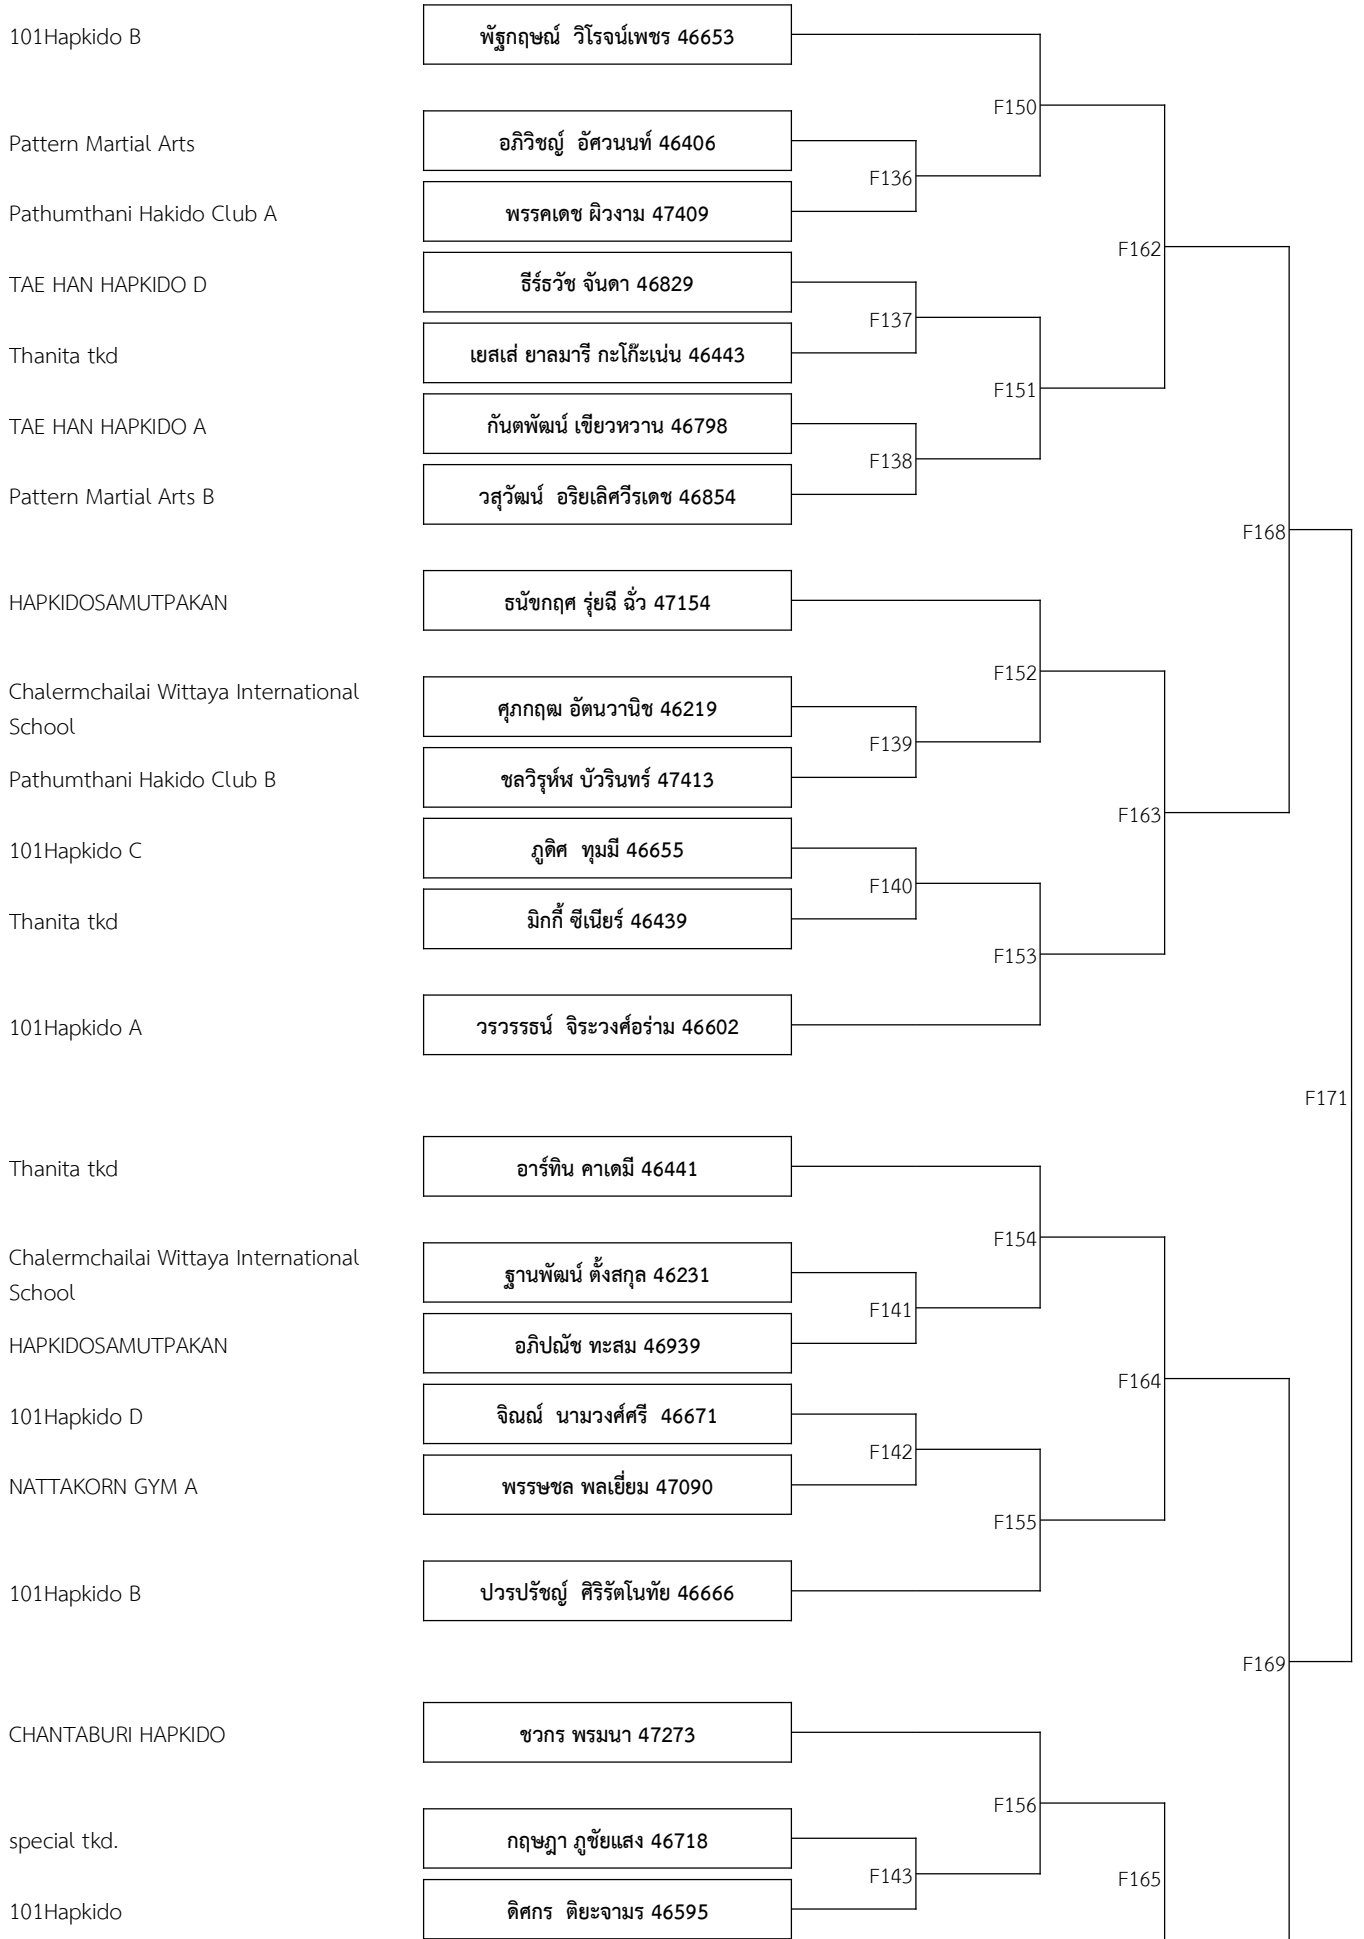 101Hapkido B
พัฐกฤษณ์  วิโรจน์เพชร 46653
F150
Pattern Martial Arts
อภิวิชญ์  อัศวนนท์ 46406
F136
Pathumthani Hakido Club A
พรรคเดช ผิวงาม 47409
F162
TAE HAN HAPKIDO D
ธีร์ธวัช จันดา 46829
F137
Thanita tkd
เยสเส่ ยาลมารี กะโก๊ะเน่น 46443
F151
TAE HAN HAPKIDO A
กันตพัฒน์ เขียวหวาน 46798
F138
Pattern Martial Arts B
วสุวัฒน์  อริยเลิศวีรเดช 46854
F168
HAPKIDOSAMUTPAKAN
ธนัขกฤศ รุ่ยฉี ฉั่ว 47154
F152
Chalermchailai Wittaya International
School
ศุภกฤฒ อัตนวานิช 46219
F139
Pathumthani Hakido Club B
ชลวิรุห์ฬ บัวรินทร์ 47413
F163
101Hapkido C
ภูดิศ  ทุมมี 46655
F140
Thanita tkd
มิกกี้ ซีเนียร์ 46439
F153
101Hapkido A
วรวรรธน์  จิระวงศ์อร่าม 46602
F171
Thanita tkd
อาร์ทิน คาเดมี 46441
F154
Chalermchailai Wittaya International
School
ฐานพัฒน์ ตั้งสกุล 46231
F141
HAPKIDOSAMUTPAKAN
อภิปณัช ทะสม 46939
F164
101Hapkido D
จิณณ์  นามวงศ์ศรี  46671
F142
NATTAKORN GYM A
พรรษชล พลเยี่ยม 47090
F155
101Hapkido B
ปวรปรัชญ์  ศิริรัตโนทัย 46666
F169
CHANTABURI HAPKIDO
ชวกร พรมนา 47273
F156
special tkd.
กฤษฎา ภูชัยแสง 46718
F143
F165
101Hapkido
ดิศกร  ติยะจามร 46595